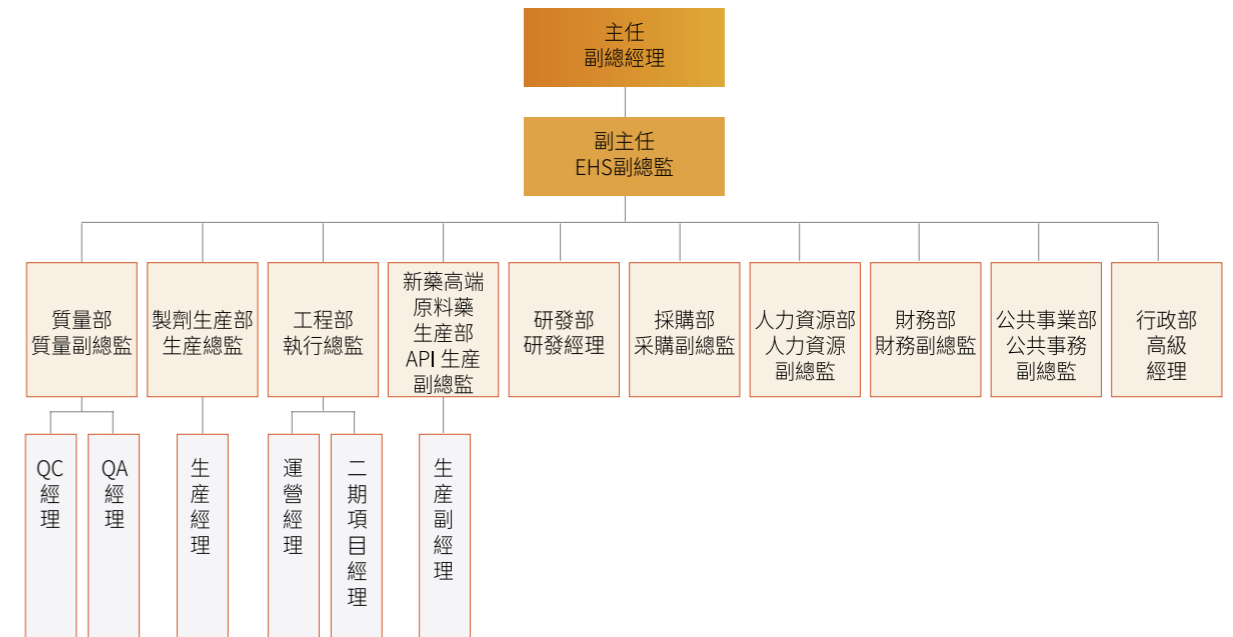 主任
副總經理
副主任
EHS副總監
質量部
質量副總監
製劑生産部
生産總監
工程部
執行總監
新藥高端
原料藥
生産部
API 生産
副總監
研發部
研發經理
採購部
采購副總監
人力資源部
人力資源
副總監
財務部
財務副總監
公共事業部
公共事務
副總監
行政部
高級
經理
QC
經理
QA
經理
生産經理
運營經理
二期項目經理
生産副經理